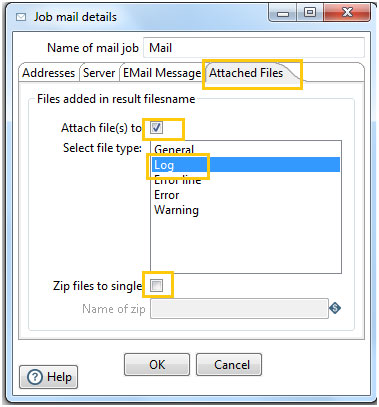 Job mail details
Name of mail job Mail
Addresses Server EMail Message Attached Files
Files added in result filesname
Attach file(s) to
Select file type: General
Log
Error line
Error
Warning
Zip files to single
Name of zip
OK Cancel
Help